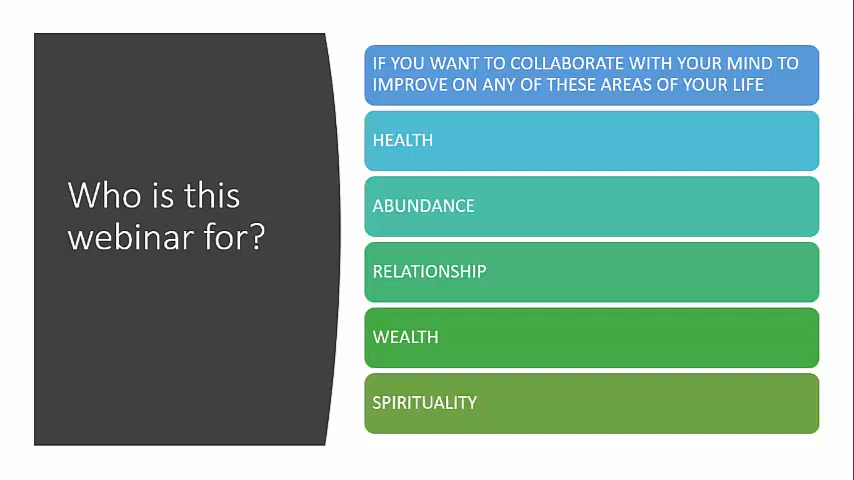 Who is this
webinar for?
IF YOU WANT TO COLLABORATE WITH YOUR MIND TO
IMPROVE ON ANY OF THESE AREAS OF YOUR LIFE
HEALTH
ABUNDANCE
RELATIONSHIP
WEALTH
SPIRITUALITY